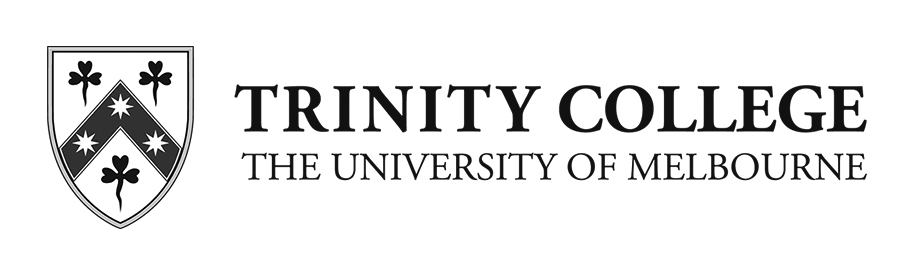 TRINITY COLLEGE
THE UNIVERSITY OF MELBOURNE